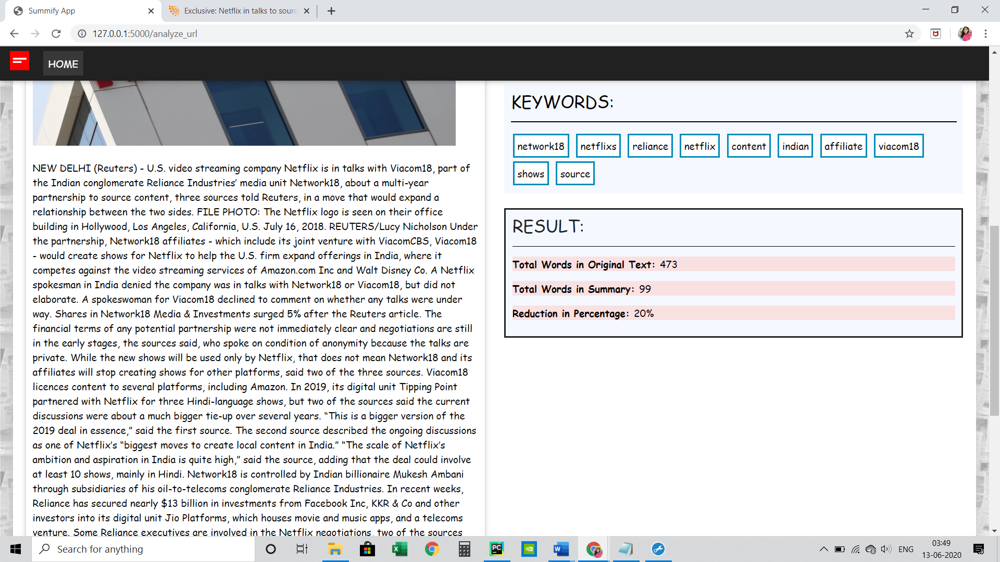 Summify App
Exclusive: Netflix in talks to sourc
127.0.0.1:5000/analyze_url
HOME
NEW DELHI (Reuters) - U.S. video streaming company Netflix is in talks with Viacom18, part of
the Indian conglomerate Reliance Industries’ media unit Network18, about a multi-year
partnership to source content, three sources told Reuters, in a move that would expand a
relationship between the two sides. FILE PHOTO: The Netflix logo is seen on their office
building in Hollywood, Los Angeles, California, U.S. July 16, 2018. REUTERS/Lucy Nicholson Under
the partnership, Network18 affiliates - which include its joint venture with ViacomCBS, Viacom18
- would create shows for Netflix to help the U.S. firm expand offerings in India, where it
competes against the video streaming services of Amazon.com Inc and Walt Disney Co. A Netflix
spokesman in India denied the company was in talks with Network18 or Viacom18, but did not
elaborate. A spokeswoman for Viacom18 declined to comment on whether any talks were under
way. Shares in Network18 Media & Investments surged 5% after the Reuters article. The
financial terms of any potential partnership were not immediately clear and negotiations are still
in the early stages, the sources said, who spoke on condition of anonymity because the talks are
private. While the new shows will be used only by Netflix, that does not mean Network18 and its
affiliates will stop creating shows for other platforms, said two of the three sources. Viacom18
licences content to several platforms, including Amazon. In 2019, its digital unit Tipping Point
partnered with Netflix for three Hindi-language shows, but two of the sources said the current
discussions were about a much bigger tie-up over several years. “This is a bigger version of the
2019 deal in essence,” said the first source. The second source described the ongoing discussions
as one of Netflix’s “biggest moves to create local content in India.” “The scale of Netflix’s
ambition and aspiration in India is quite high,” said the source, adding that the deal could involve
at least 10 shows, mainly in Hindi. Network18 is controlled by Indian billionaire Mukesh Ambani
through subsidiaries of his oil-to-telecoms conglomerate Reliance Industries. In recent weeks,
Reliance has secured nearly $13 billion in investments from Facebook Inc, KKR & Co and other
investors into its digital unit Jio Platforms, which houses movie and music apps, and a telecoms
venture. Some Reliance executives are involved in the Netflix negotiations, two of the sources
KEYWORDS:
network18 netflixs reliance netflix content indian affiliate viacom18
shows source
RESULT:
Total Words in Original Text: 473
Total Words in Summary: 99
Reduction in Percentage: 20%
Search for anything
ENG
03:49
13-06-2020